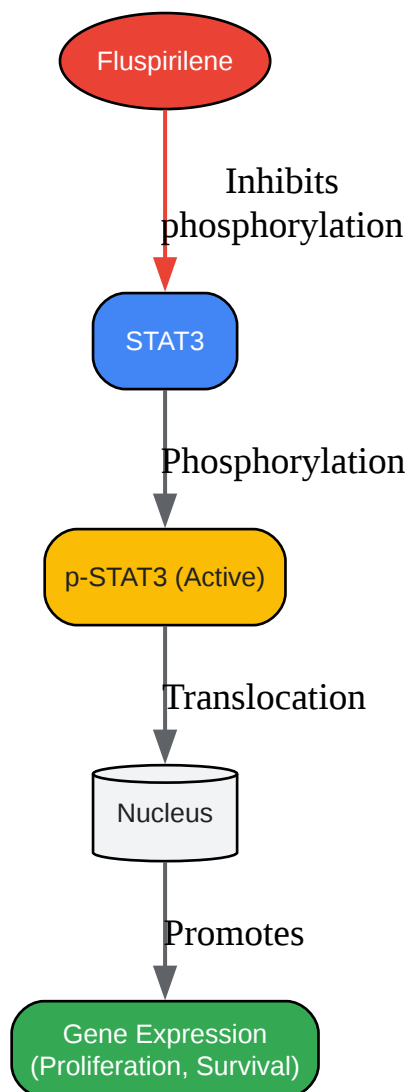 Fluspirilene
Inhibits
phosphorylation
STAT3
Phosphorylation
p-STAT3 (Active)
Translocation
Nucleus
Promotes
Gene Expression
(Proliferation, Survival)